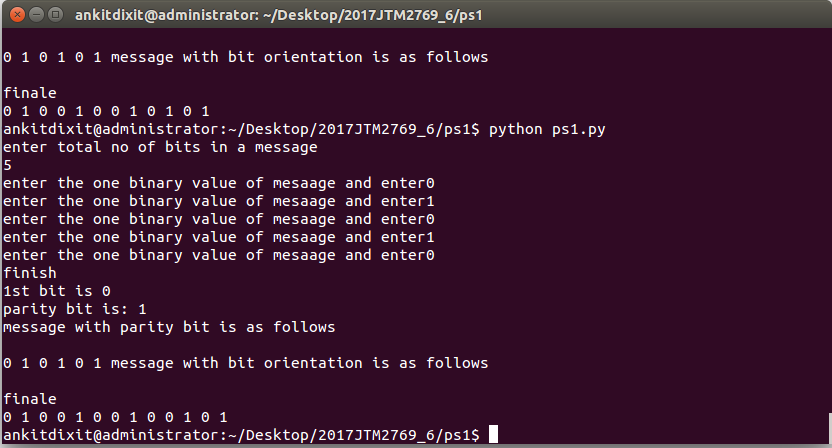 ankitdixit@administrator: ~/Desktop/2017JTM2769_6/ps1
0 1 0 1 0 1 message with bit orientation is as follows
finale
0 1 0 0 1 0 0 1 0 1 0 1
ankitdixit@administrator:~/Desktop/2017JTM2769_6/ps1$ python ps1.py
enter total no of bits in a message
5
enter the one binary value of mesaage and enter0
enter the one binary value of mesaage and enter1
enter the one binary value of mesaage and enter0
enter the one binary value of mesaage and enter1
enter the one binary value of mesaage and enter0
finish
1st bit is 0
parity bit is: 1
message with parity bit is as follows
0 1 0 1 0 1 message with bit orientation is as follows
finale
0 1 0 0 1 0 0 1 0 0 1 0 1
ankitdixit@administrator:~/Desktop/2017JTM2769_6/ps1$